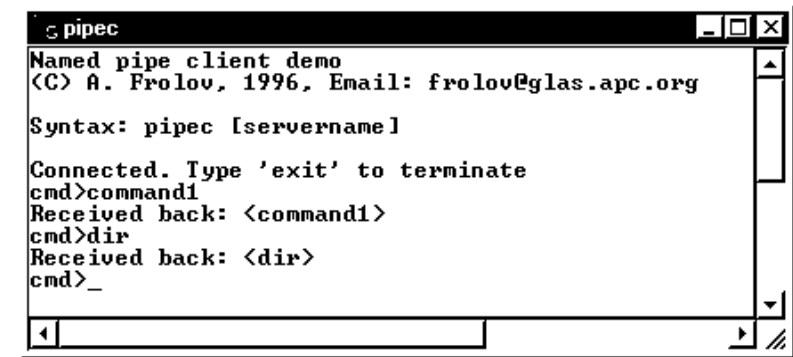 pipec
Named pipe client demo
(C) A. Frolov, 1996, Email: frolov@glas.apc.org
Syntax: pipec [servername]
Connected. Type 'exit' to terminate
cmd>command1
Received back: <command1>
cmd>dir
Received back: <dir>
cmd>_